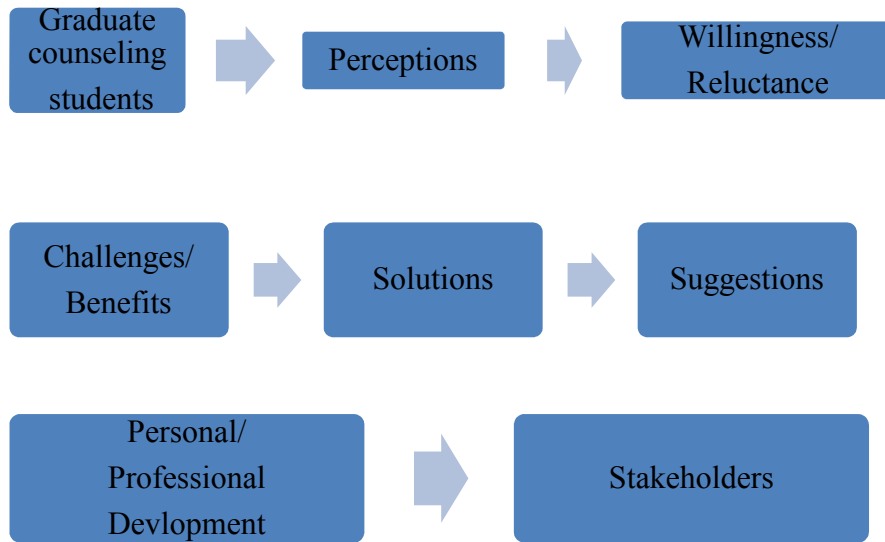 Graduate
counseling
students
Perceptions
Willingness/
Reluctance
Challenges/
Benefits
Solutions
Suggestions
Personal/
Professional
Devlopment
Stakeholders